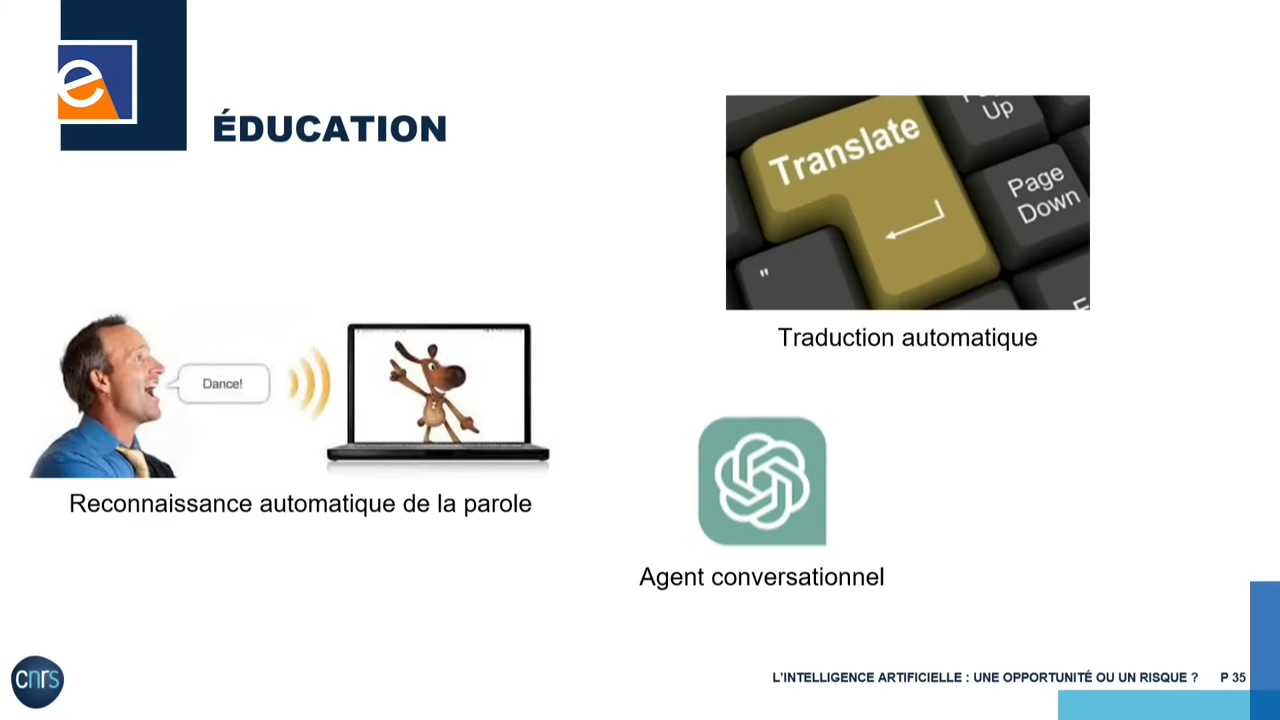 e
ÉDUCATION
Translate
Up
Page
Down
"
Traduction automatique
Dance!
Reconnaissance automatique de la parole
Agent conversationnel
cnrs
L'INTELLIGENCE ARTIFICIELLE : UNE OPPORTUNITÉ OU UN RISQUE ? P 35